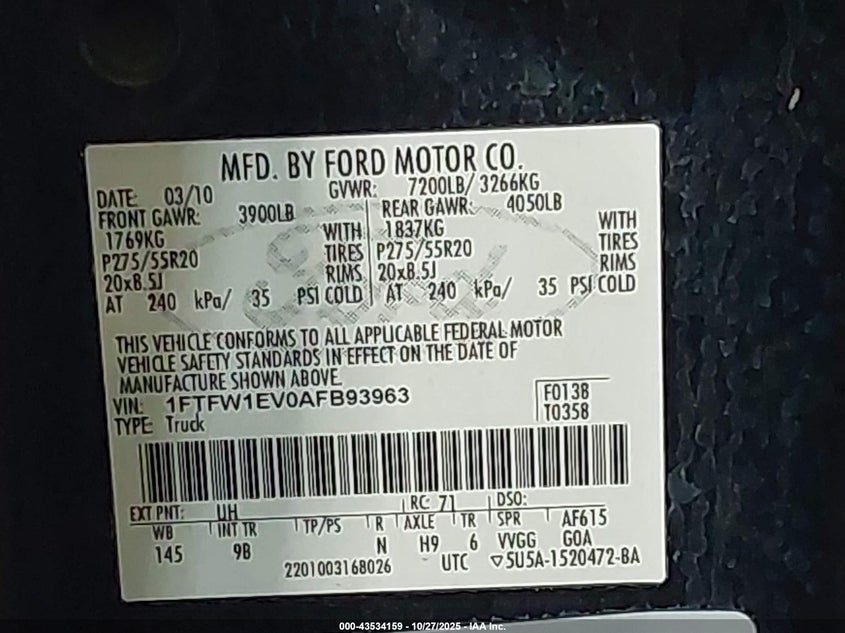 MFD. BY FORD MOTOR CO.
DATE: 03/10 GVWR: 7200LB/ 3266KG
FRONT GAWR: 3900LB REAR GAWR: 4050LB
1769KG WITH 1837KG WITH
P275/55R20 TIRES P275/55R20 TIRES
20x8.5J RIMS 20x8.5J RIMS
AT 240 kPa/ 35 PSI COLD AT 240 kPa/ 35 PSI COLD
THIS VEHICLE CONFORMS TO ALL APPLICABLE FEDERAL MOTOR
VEHICLE SAFETY STANDARDS IN EFFECT ON THE DATE OF
MANUFACTURE SHOWN ABOVE.
VIN: 1FTFW1EV0AFB93963 F0138
TYPE: Truck T0358
EXT PNT: UH RC: 71 DSO:
WB INT TR TP/PS R AXLE TR SPR AF615
145 9B N H9 6 VVGG GOA
2201003168026 UTC ▽5U5A-1520472-BA
000-43534159 - 10/27/2025 - IAA Inc.